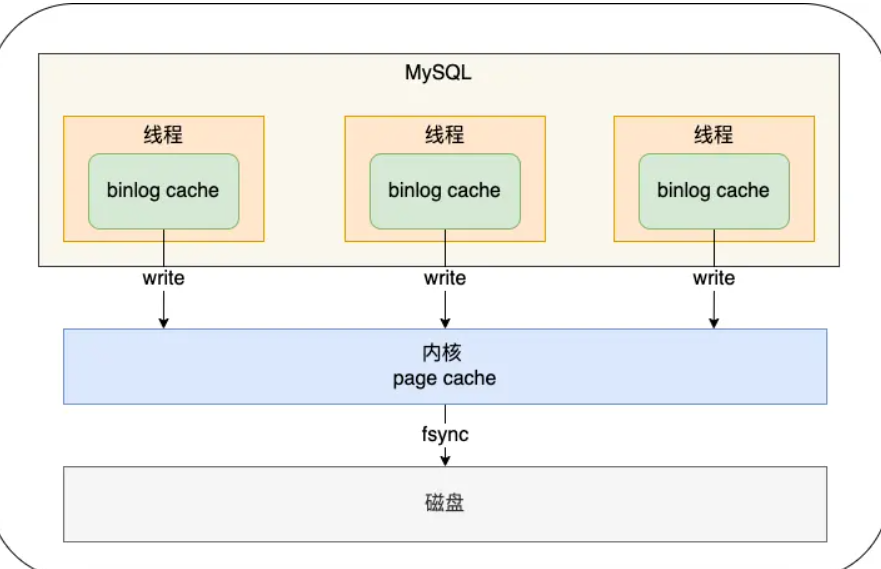 MySQL
线程
线程
线程
binlog cache
binlog cache
binlog cache
write
write
write
内核
page cache
fsync
磁盘